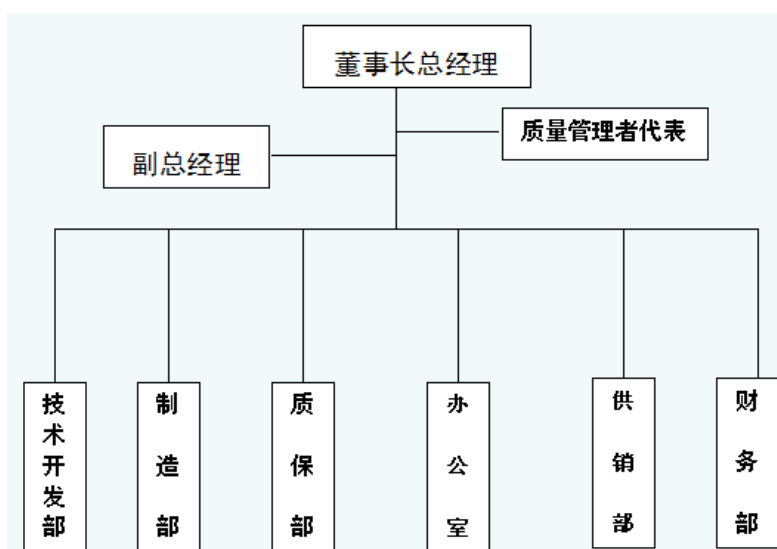 董事长总经理
质量管理者代表
副总经理
技术开发部
制造部
质保部
办公室
供销部
财务部